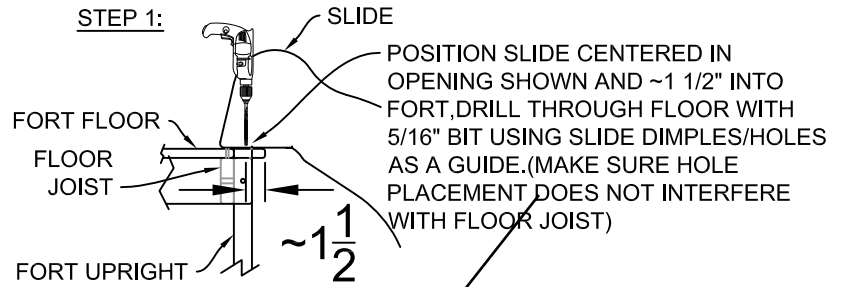 STEP 1:
SLIDE
POSITION SLIDE CENTERED IN
OPENING SHOWN AND ~1 1/2" INTO
FORT,DRILL THROUGH FLOOR WITH
5/16" BIT USING SLIDE DIMPLES/HOLES
AS A GUIDE.(MAKE SURE HOLE
PLACEMENT DOES NOT INTERFERE
WITH FLOOR JOIST)
FORT FLOOR
FLOOR
JOIST
~1 1/2
FORT UPRIGHT